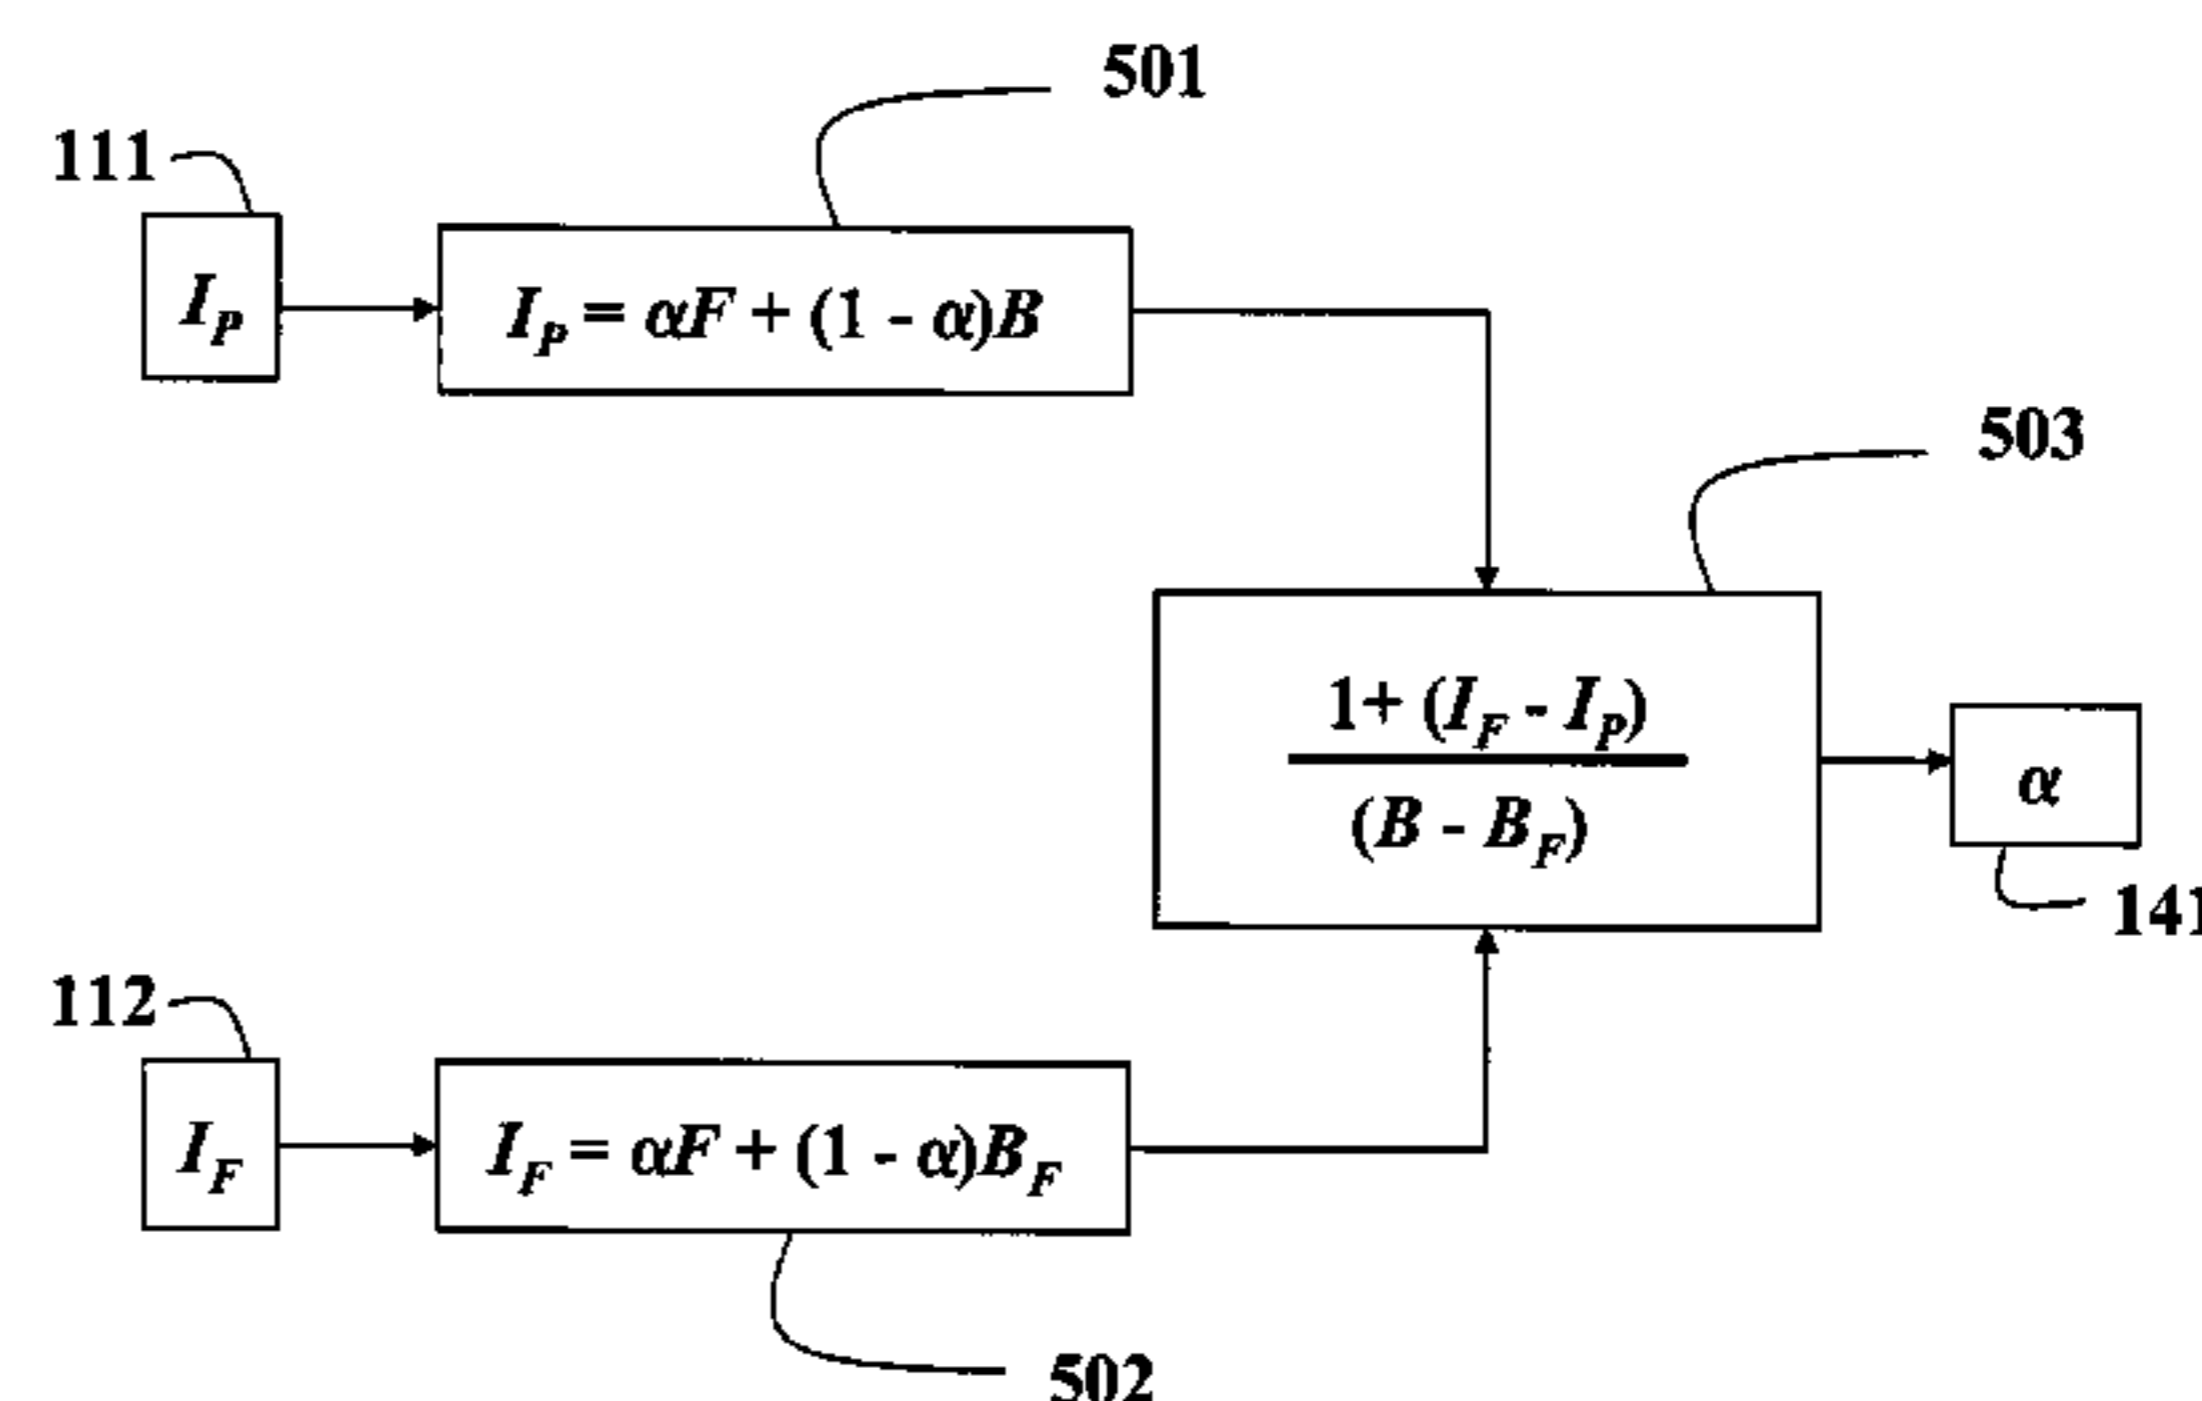 501
111
I_P
I_P = αF + (1 - α)B
503
1+ (I_F - I_P)
(B - B_F)
α
141
112
I_F
I_F = αF + (1 - α)B_F
502